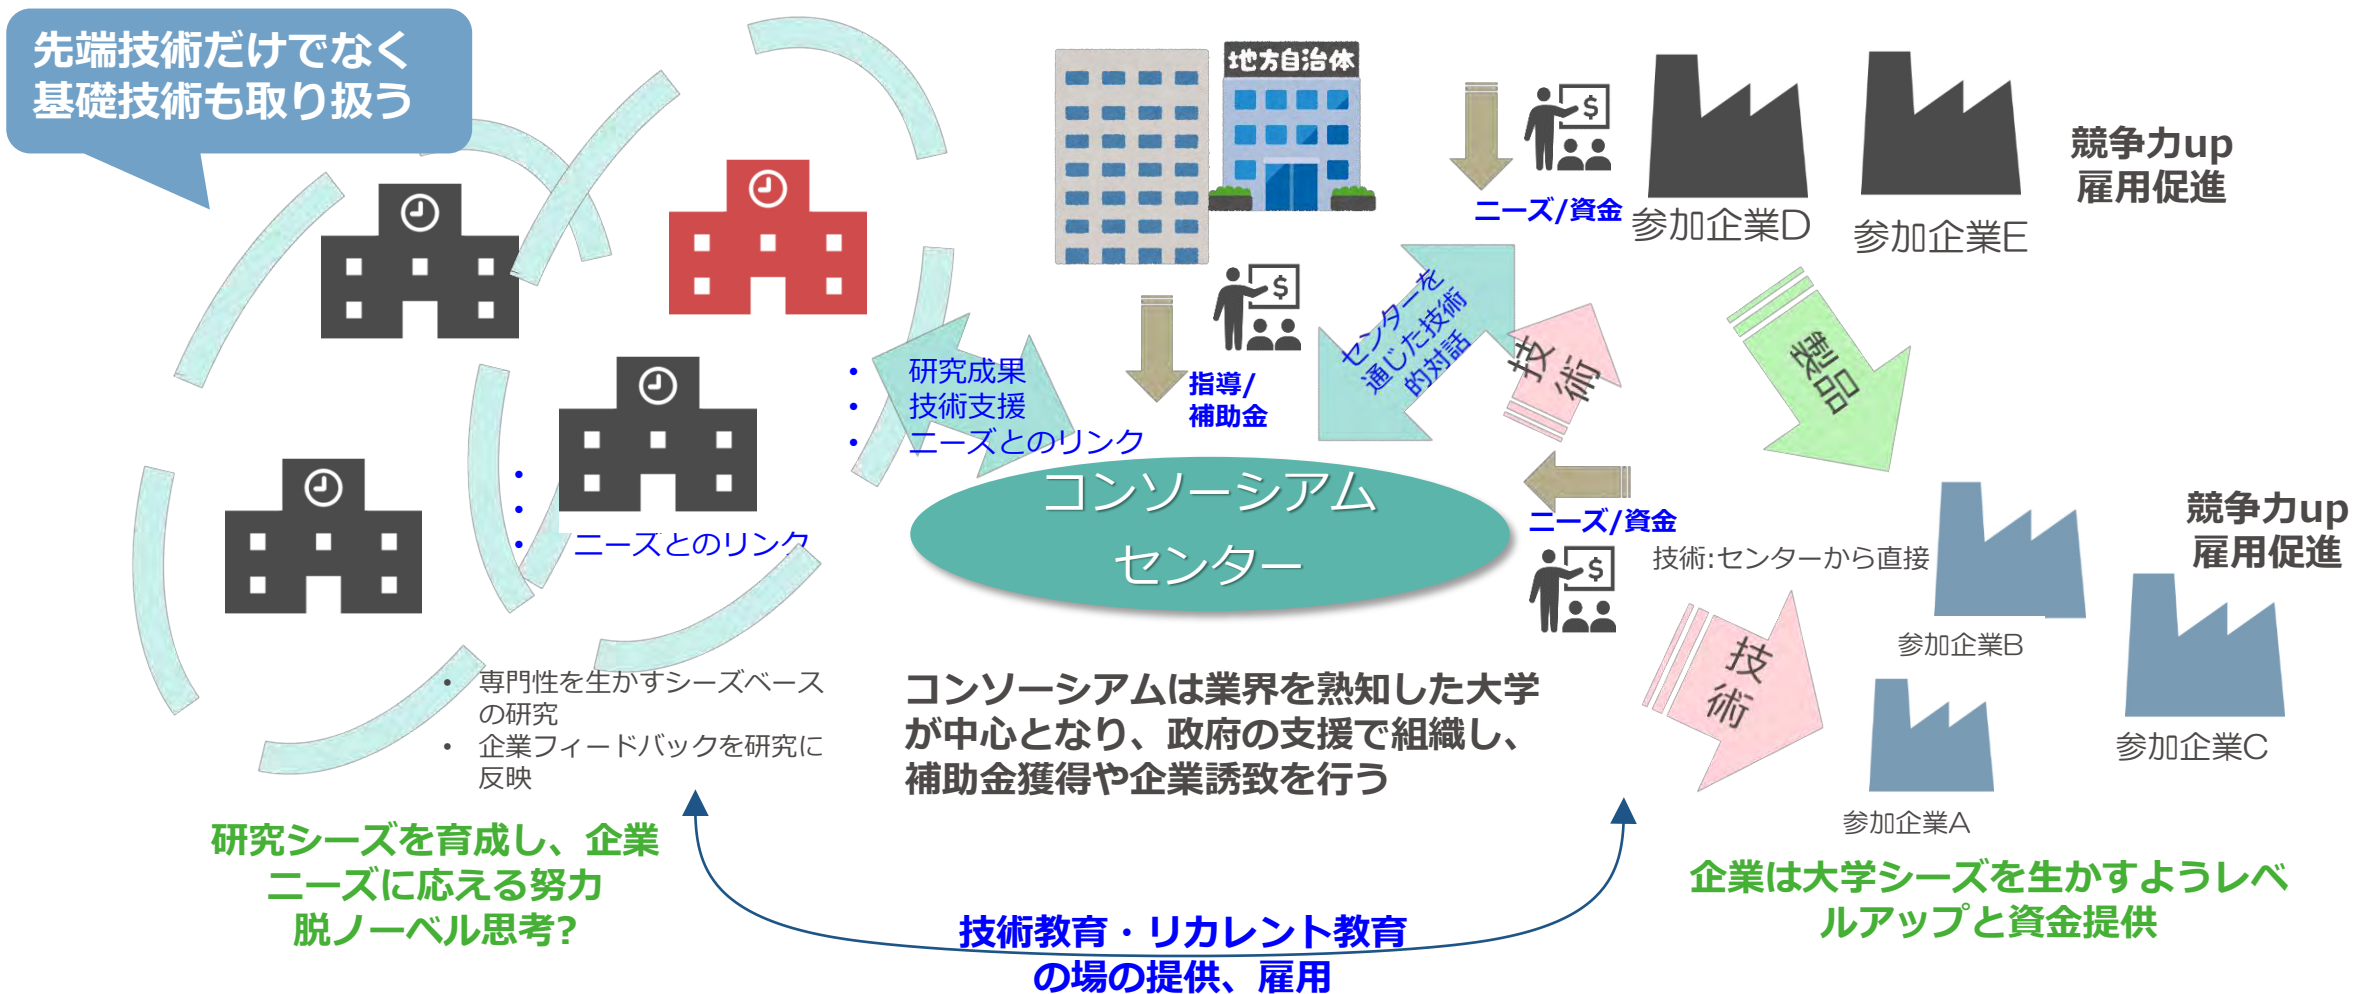 先端技術だけでなく
基礎技術も取り扱う
地方自治体
ニーズ/資金
参加企業D
参加企業E
競争力up
雇用促進
• 研究成果
• 技術支援
• ニーズとのリンク
•
•
• ニーズとのリンク
指導/
補助金
センターを
通じた技術
的対話
技
術
製品
コンソーシアム
センター
ニーズ/資金
技術:センターから直接
技
術
競争力up
雇用促進
参加企業B
参加企業C
参加企業A
• 専門性を生かすシーズベース
の研究
• 企業フィードバックを研究に
反映
コンソーシアムは業界を熟知した大学
が中心となり、政府の支援で組織し、
補助金獲得や企業誘致を行う
研究シーズを育成し、企業
ニーズに応える努力
脱ノーベル思考?
技術教育・リカレント教育
の場の提供、雇用
企業は大学シーズを生かすようレベ
ルアップと資金提供